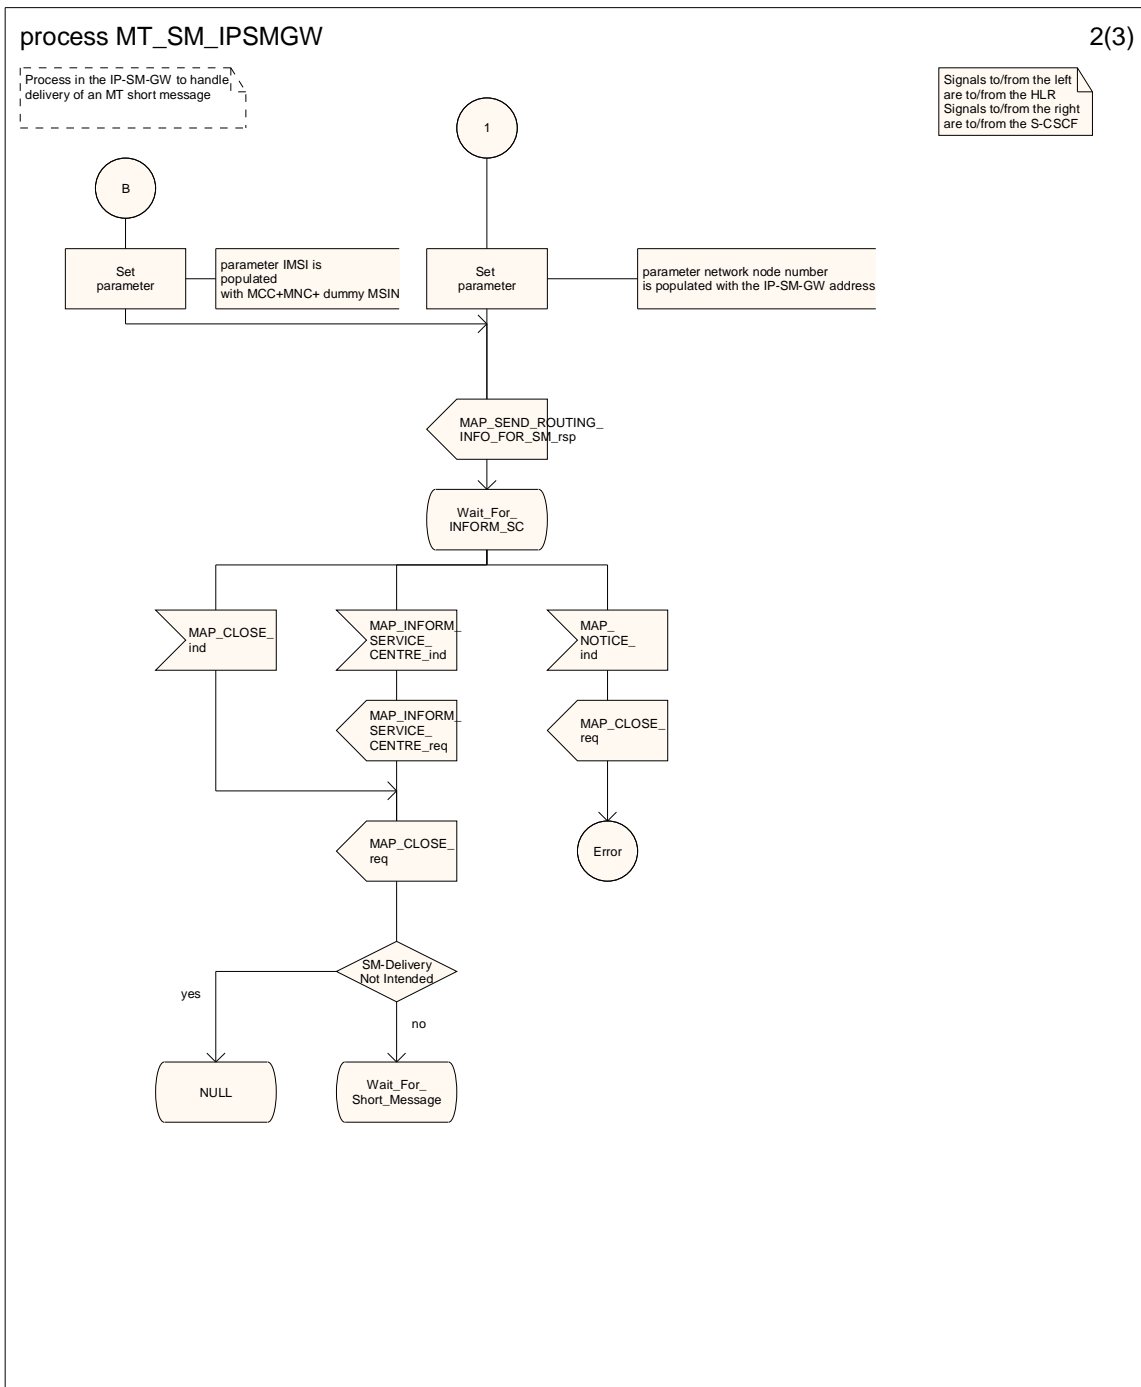 process MT_SM_IPSMGW
2(3)
Process in the IP-SM-GW to handle
delivery of an MT short message
Signals to/from the left
are to/from the HLR
Signals to/from the right
are to/from the S-CSCF
1
B
Set
parameter
parameter IMSI is
populated
with MCC+MNC+ dummy MSIN
Set
parameter
parameter network node number
is populated with the IP-SM-GW address
MAP_SEND_ROUTING_
INFO_FOR_SM_rsp
Wait_For_
INFORM_SC
MAP_CLOSE_
ind
MAP_INFORM_
SERVICE_
CENTRE_ind
MAP_
NOTICE_
ind
MAP_INFORM_
SERVICE_
CENTRE_req
MAP_CLOSE_
req
MAP_CLOSE_
req
Error
SM-Delivery
Not Intended
yes
no
NULL
Wait_For_
Short_Message